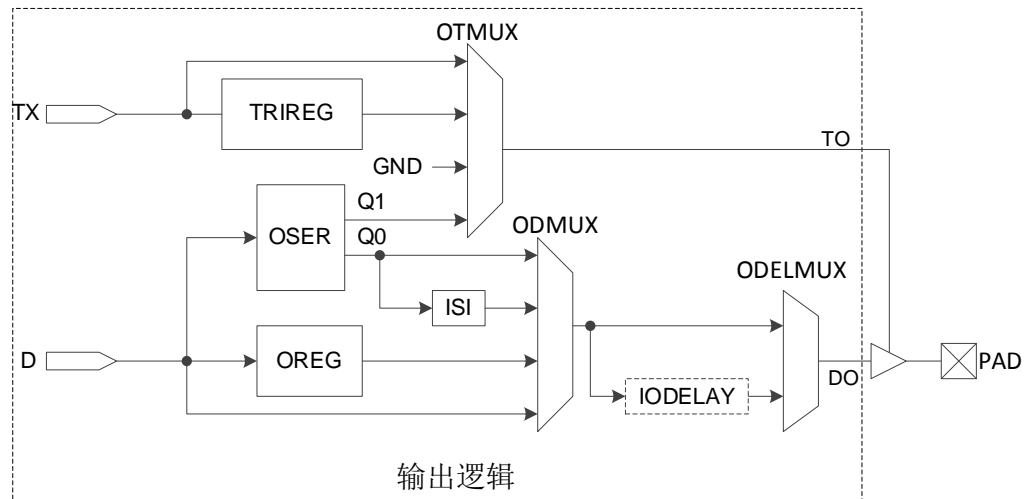 OTMUX
TX
TRIREG
TO
GND
Q1
OSER
Q0
ODMUX
ODELMUX
ISI
D
OREG
DO
PAD
IODELAY
输出逻辑